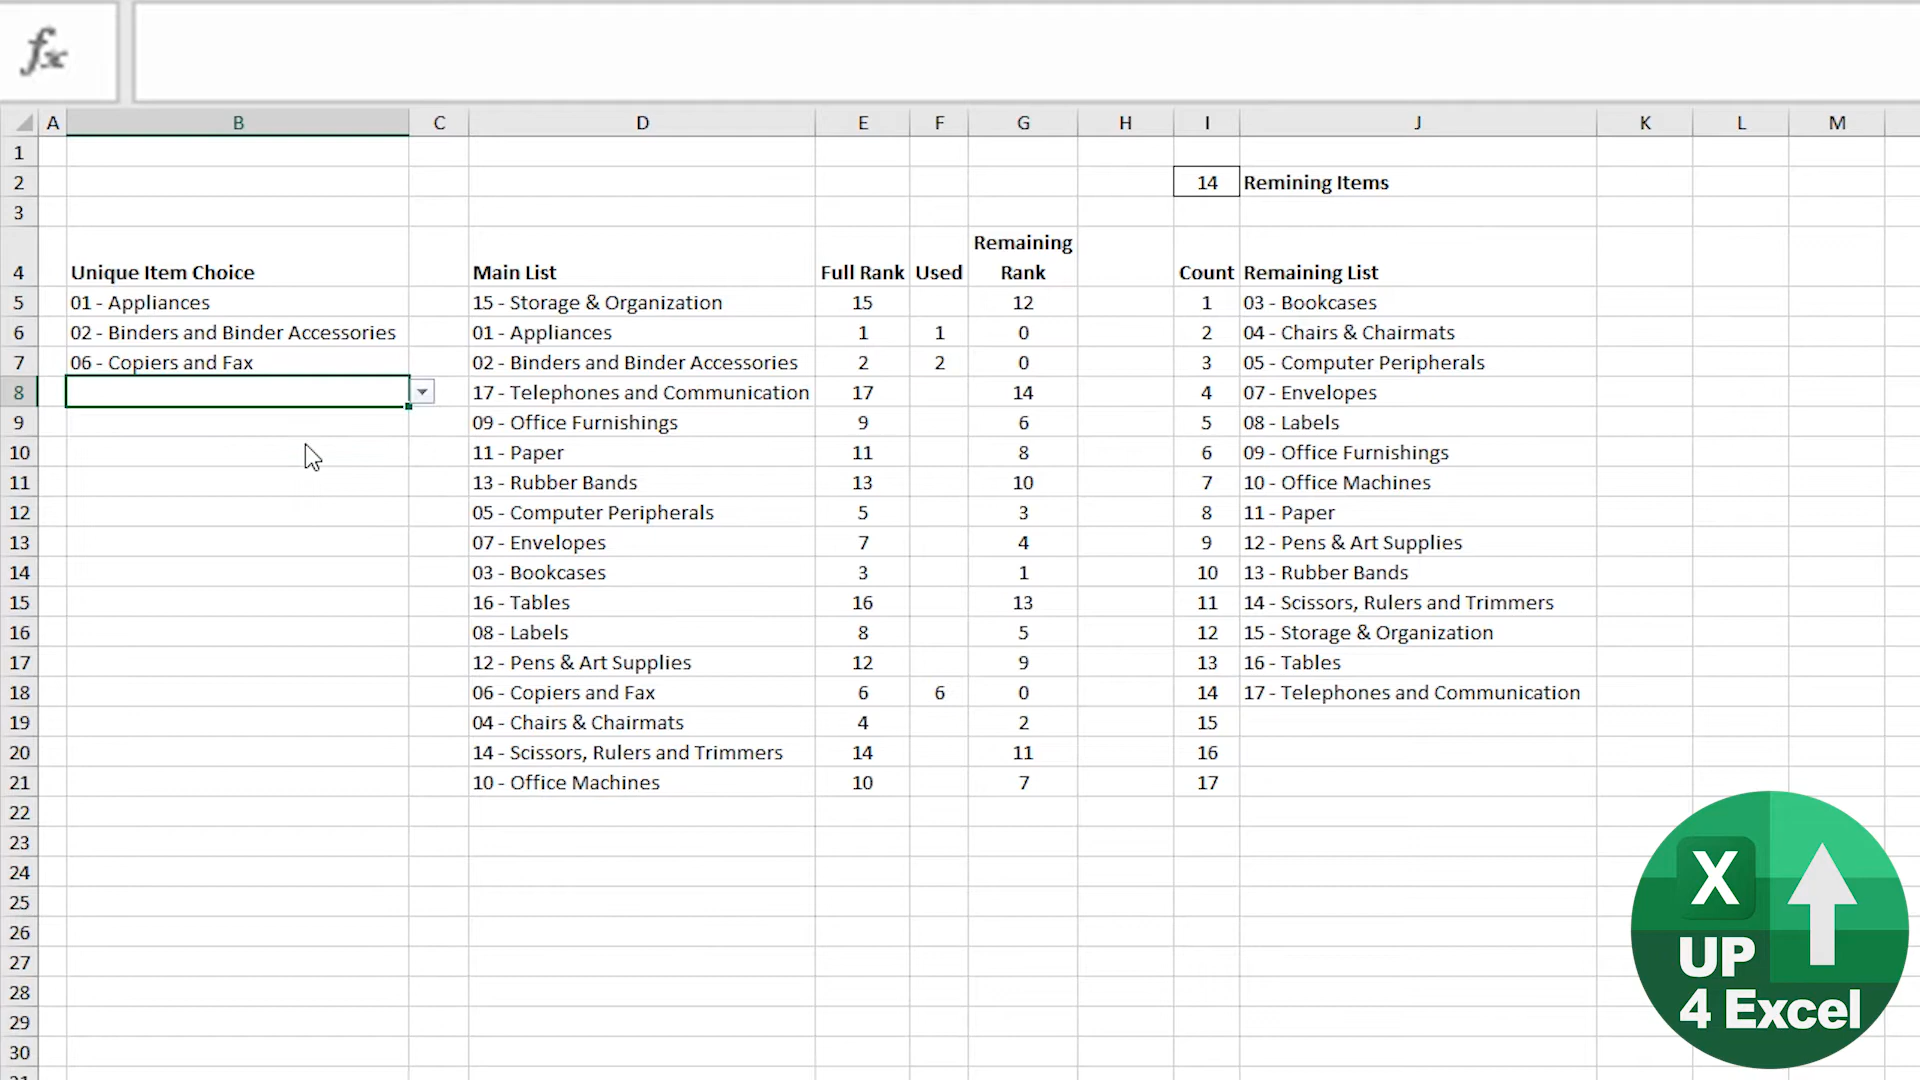 fx
A B C D E F G H I J K L M
1
2 14 Remining Items
3
Remaining
4 Unique Item Choice Main List Full Rank Used Rank Count Remaining List
5 01 - Appliances 15 - Storage & Organization 15 12 1 03 - Bookcases
6 02 - Binders and Binder Accessories 01 - Appliances 1 1 0 2 04 - Chairs & Chairmats
7 06 - Copiers and Fax 02 - Binders and Binder Accessories 2 2 0 3 05 - Computer Peripherals
8 17 - Telephones and Communication 17 14 4 07 - Envelopes
9 09 - Office Furnishings 9 6 5 08 - Labels
10 11 - Paper 11 8 6 09 - Office Furnishings
11 13 - Rubber Bands 13 10 7 10 - Office Machines
12 05 - Computer Peripherals 5 3 8 11 - Paper
13 07 - Envelopes 7 4 9 12 - Pens & Art Supplies
14 03 - Bookcases 3 1 10 13 - Rubber Bands
15 16 - Tables 16 13 11 14 - Scissors, Rulers and Trimmers
16 08 - Labels 8 5 12 15 - Storage & Organization
17 12 - Pens & Art Supplies 12 9 13 16 - Tables
18 06 - Copiers and Fax 6 6 0 14 17 - Telephones and Communication
19 04 - Chairs & Chairmats 4 2 15
20 14 - Scissors, Rulers and Trimmers 14 11 16
21 10 - Office Machines 10 7 17
22
23
24
25
26
27
28
29
30
X
UP
4 Excel